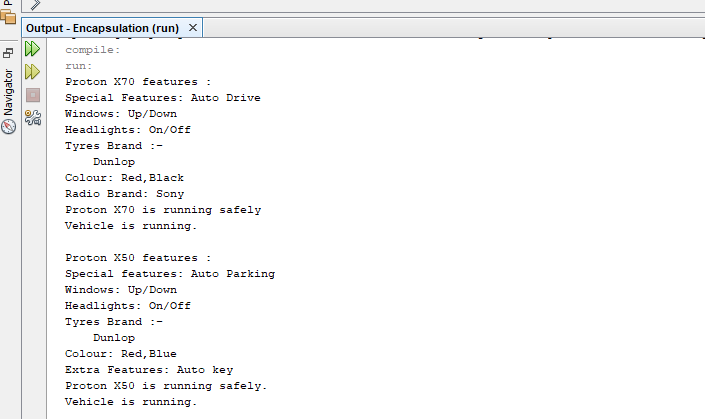 Output - Encapsulation (run)
Navigator
compile:
run:
Proton X70 features :
Special Features: Auto Drive
Windows: Up/Down
Headlights: On/Off
Tyres Brand :-
Dunlop
Colour: Red,Black
Radio Brand: Sony
Proton X70 is running safely
Vehicle is running.
Proton X50 features :
Special features: Auto Parking
Windows: Up/Down
Headlights: On/Off
Tyres Brand :-
Dunlop
Colour: Red,Blue
Extra Features: Auto key
Proton X50 is running safely.
Vehicle is running.